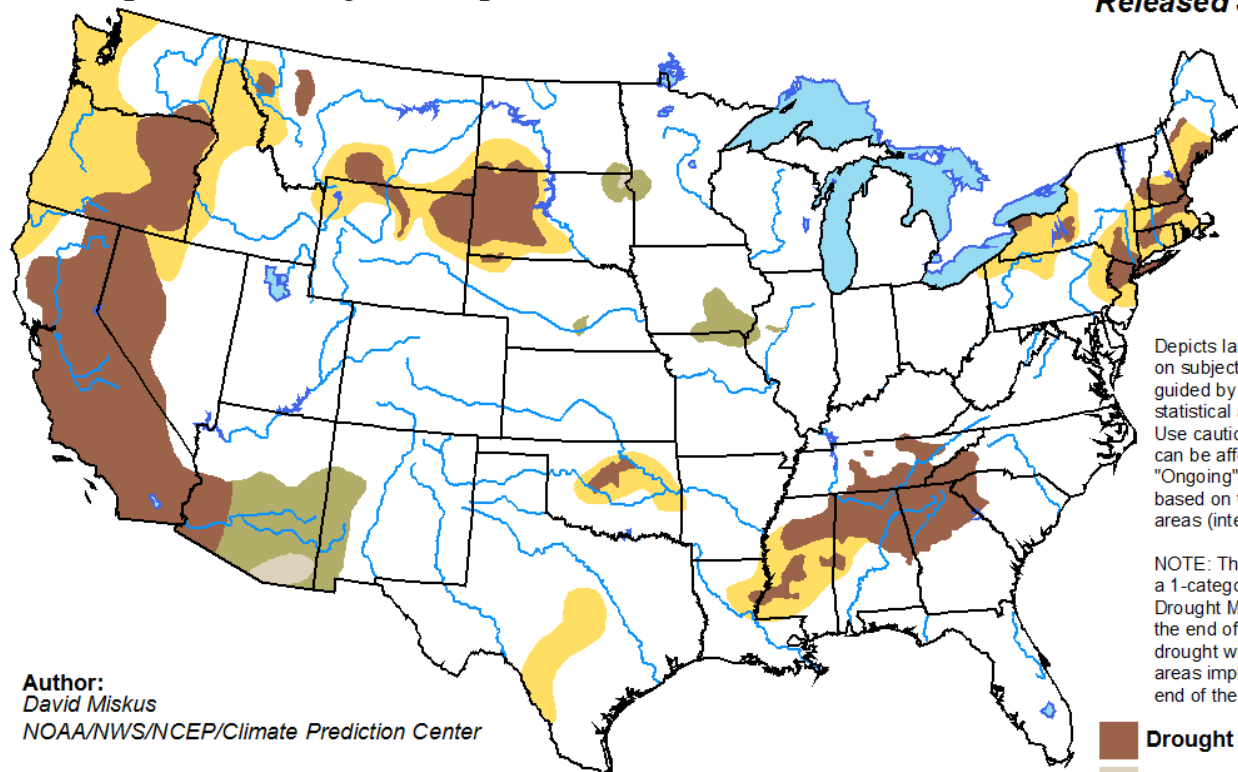 Released
Depicts la
on subject
guided by
statistical
Use cautio
can be affe
"Ongoing"
based on t
areas (inte
NOTE: Th
a 1-catego
Drought M
the end of
drought w
areas impl
end of the
Author:
David Miskus
NOAA/NWS/NCEP/Climate Prediction Center
Drought